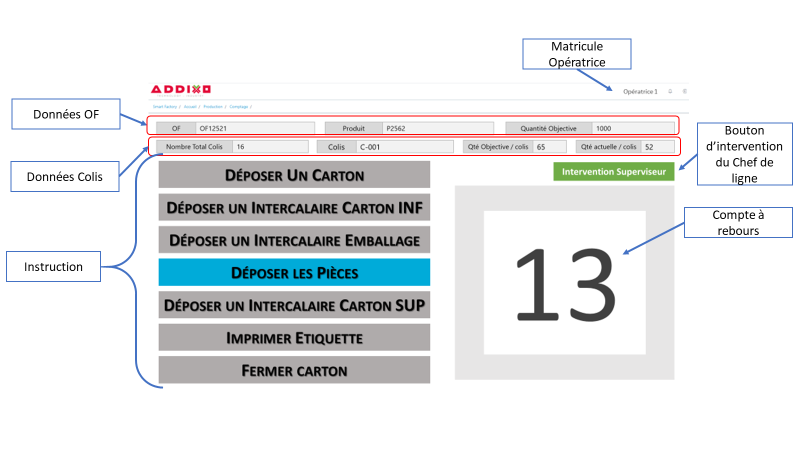 Matricule
Opératrice
ADDIXO
Opératrice 1
Smart Factory / Accueil / Production / Comptage /
Données OF
OF OF12521 Produit P2562 Quantité Objective 1000
Nombre Total Colis 16 Colis C-001 Qté Objective / colis 65 Qté actuelle / colis 52
Bouton
d'intervention
du Chef de
ligne
Données Colis
Intervention Superviseur
Compte à
rebours
Instruction
DÉPOSER UN CARTON
DÉPOSER UN INTERCALAIRE CARTON INF
DÉPOSER UN INTERCALAIRE EMBALLAGE
DÉPOSER LES PIÈCES
DÉPOSER UN INTERCALAIRE CARTON SUP
IMPRIMER ETIQUETTE
FERMER CARTON
13